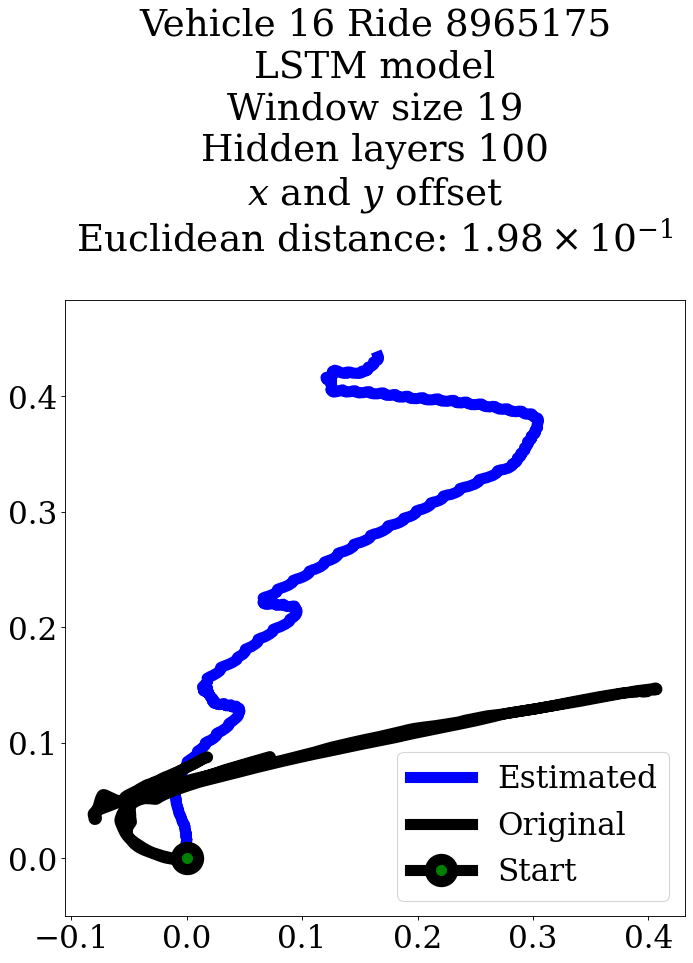 Vehicle 16 Ride 8965175
LSTM model
Window size 19
Hidden layers 100
x and y offset
Euclidean distance: 1.98 × 10⁻¹
0.4
0.3
0.2
0.1
0.0
−0.1 0.0 0.1 0.2 0.3 0.4
Estimated
Original
Start